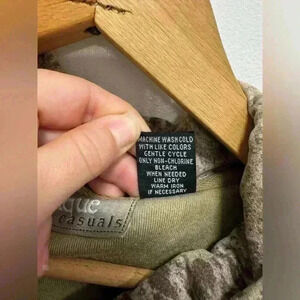 MACHINE WASH COLD
WITH LIKE COLORS
GENTLE CYCLE
ONLY NON-CHLORINE
BLEACH
WHEN NEEDED
LINE DRY
WARM IRON
IF NECESSARY
que
casuals